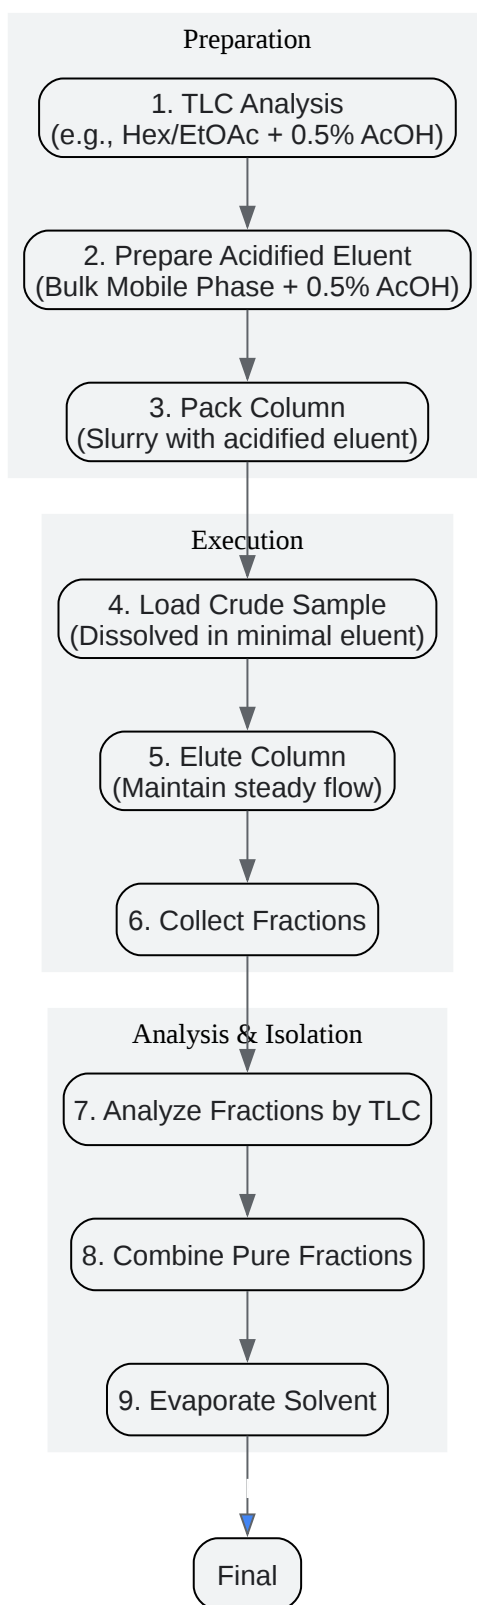 Preparation
1. TLC Analysis
(e.g., Hex/EtOAc + 0.5% AcOH)
2. Prepare Acidified Eluent
(Bulk Mobile Phase + 0.5% AcOH)
3. Pack Column
(Slurry with acidified eluent)
Execution
4. Load Crude Sample
(Dissolved in minimal eluent)
5. Elute Column
(Maintain steady flow)
6. Collect Fractions
Analysis & Isolation
7. Analyze Fractions by TLC
8. Combine Pure Fractions
9. Evaporate Solvent
Final